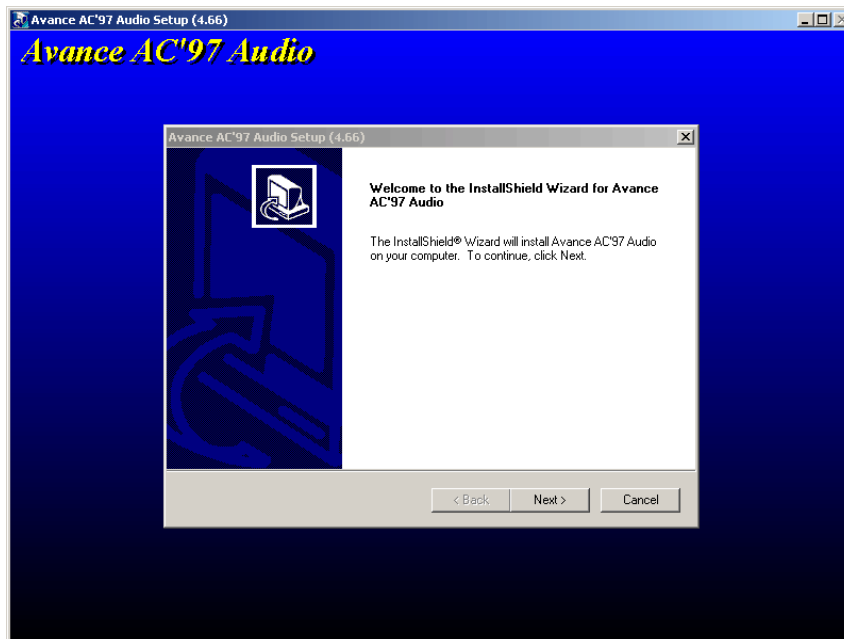 Avance AC'97 Audio Setup (4.66)
Avance AC'97 Audio
Avance AC'97 Audio Setup (4.66)
Welcome to the InstallShield Wizard for Avance
AC'97 Audio
The InstallShield® Wizard will install Avance AC'97 Audio
on your computer. To continue, click Next.
< Back Next > Cancel